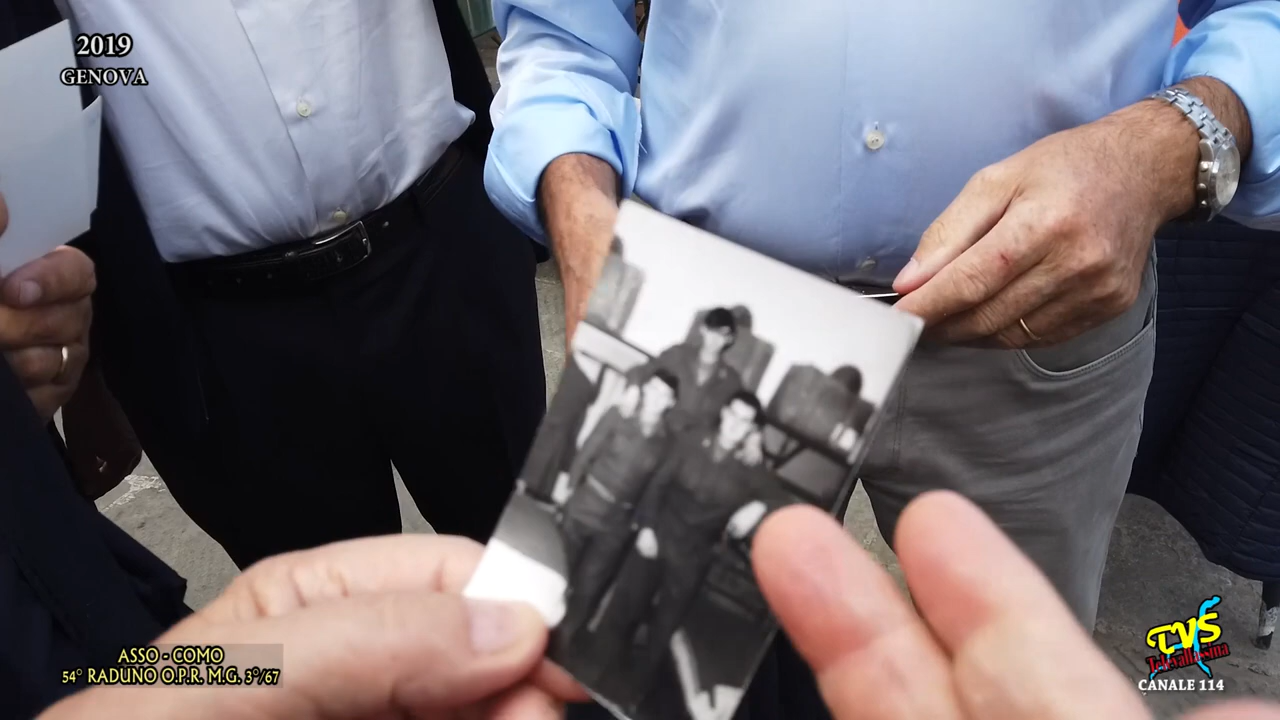 2019
GENOVA
ASSO - COMO
54° RADUNO O.P.R. M.G. 3°/67
TVS
Televallassina
CANALE 114